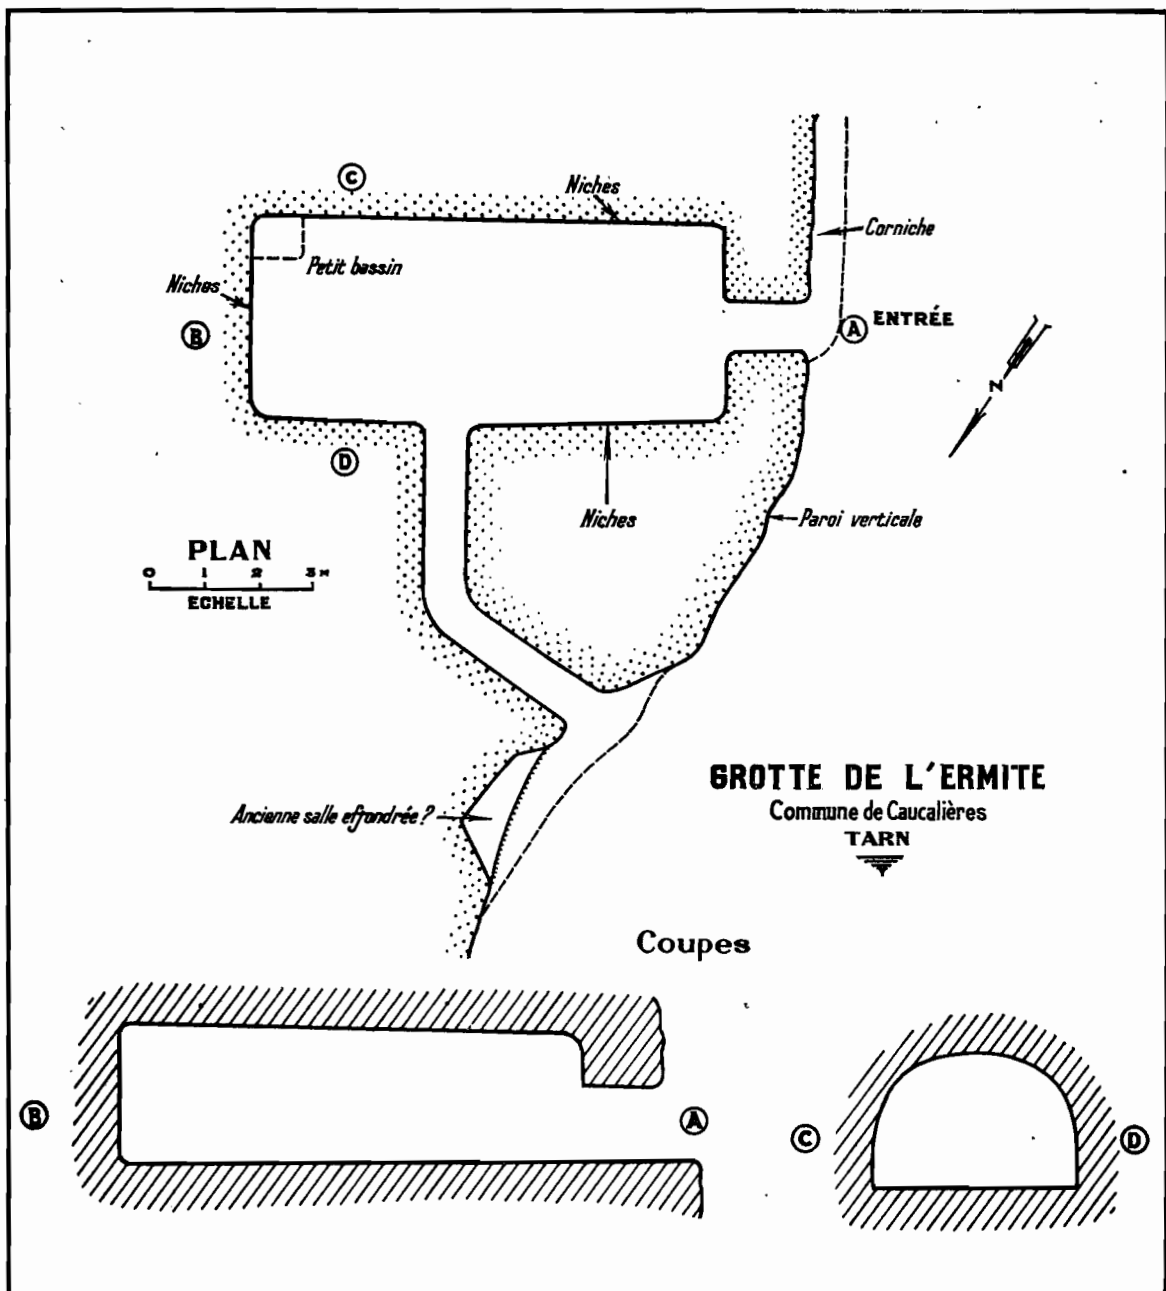 C
Niches
Corniche
Petit bassin
Niches
B
A ENTRÉE
N
D
Niches
Paroi verticale
PLAN
0 1 2 3 M
ECHELLE
GROTTE DE L'ERMITE
Commune de Caucalières
TARN
Ancienne salle effondrée ?
Coupes
B
A
C
D